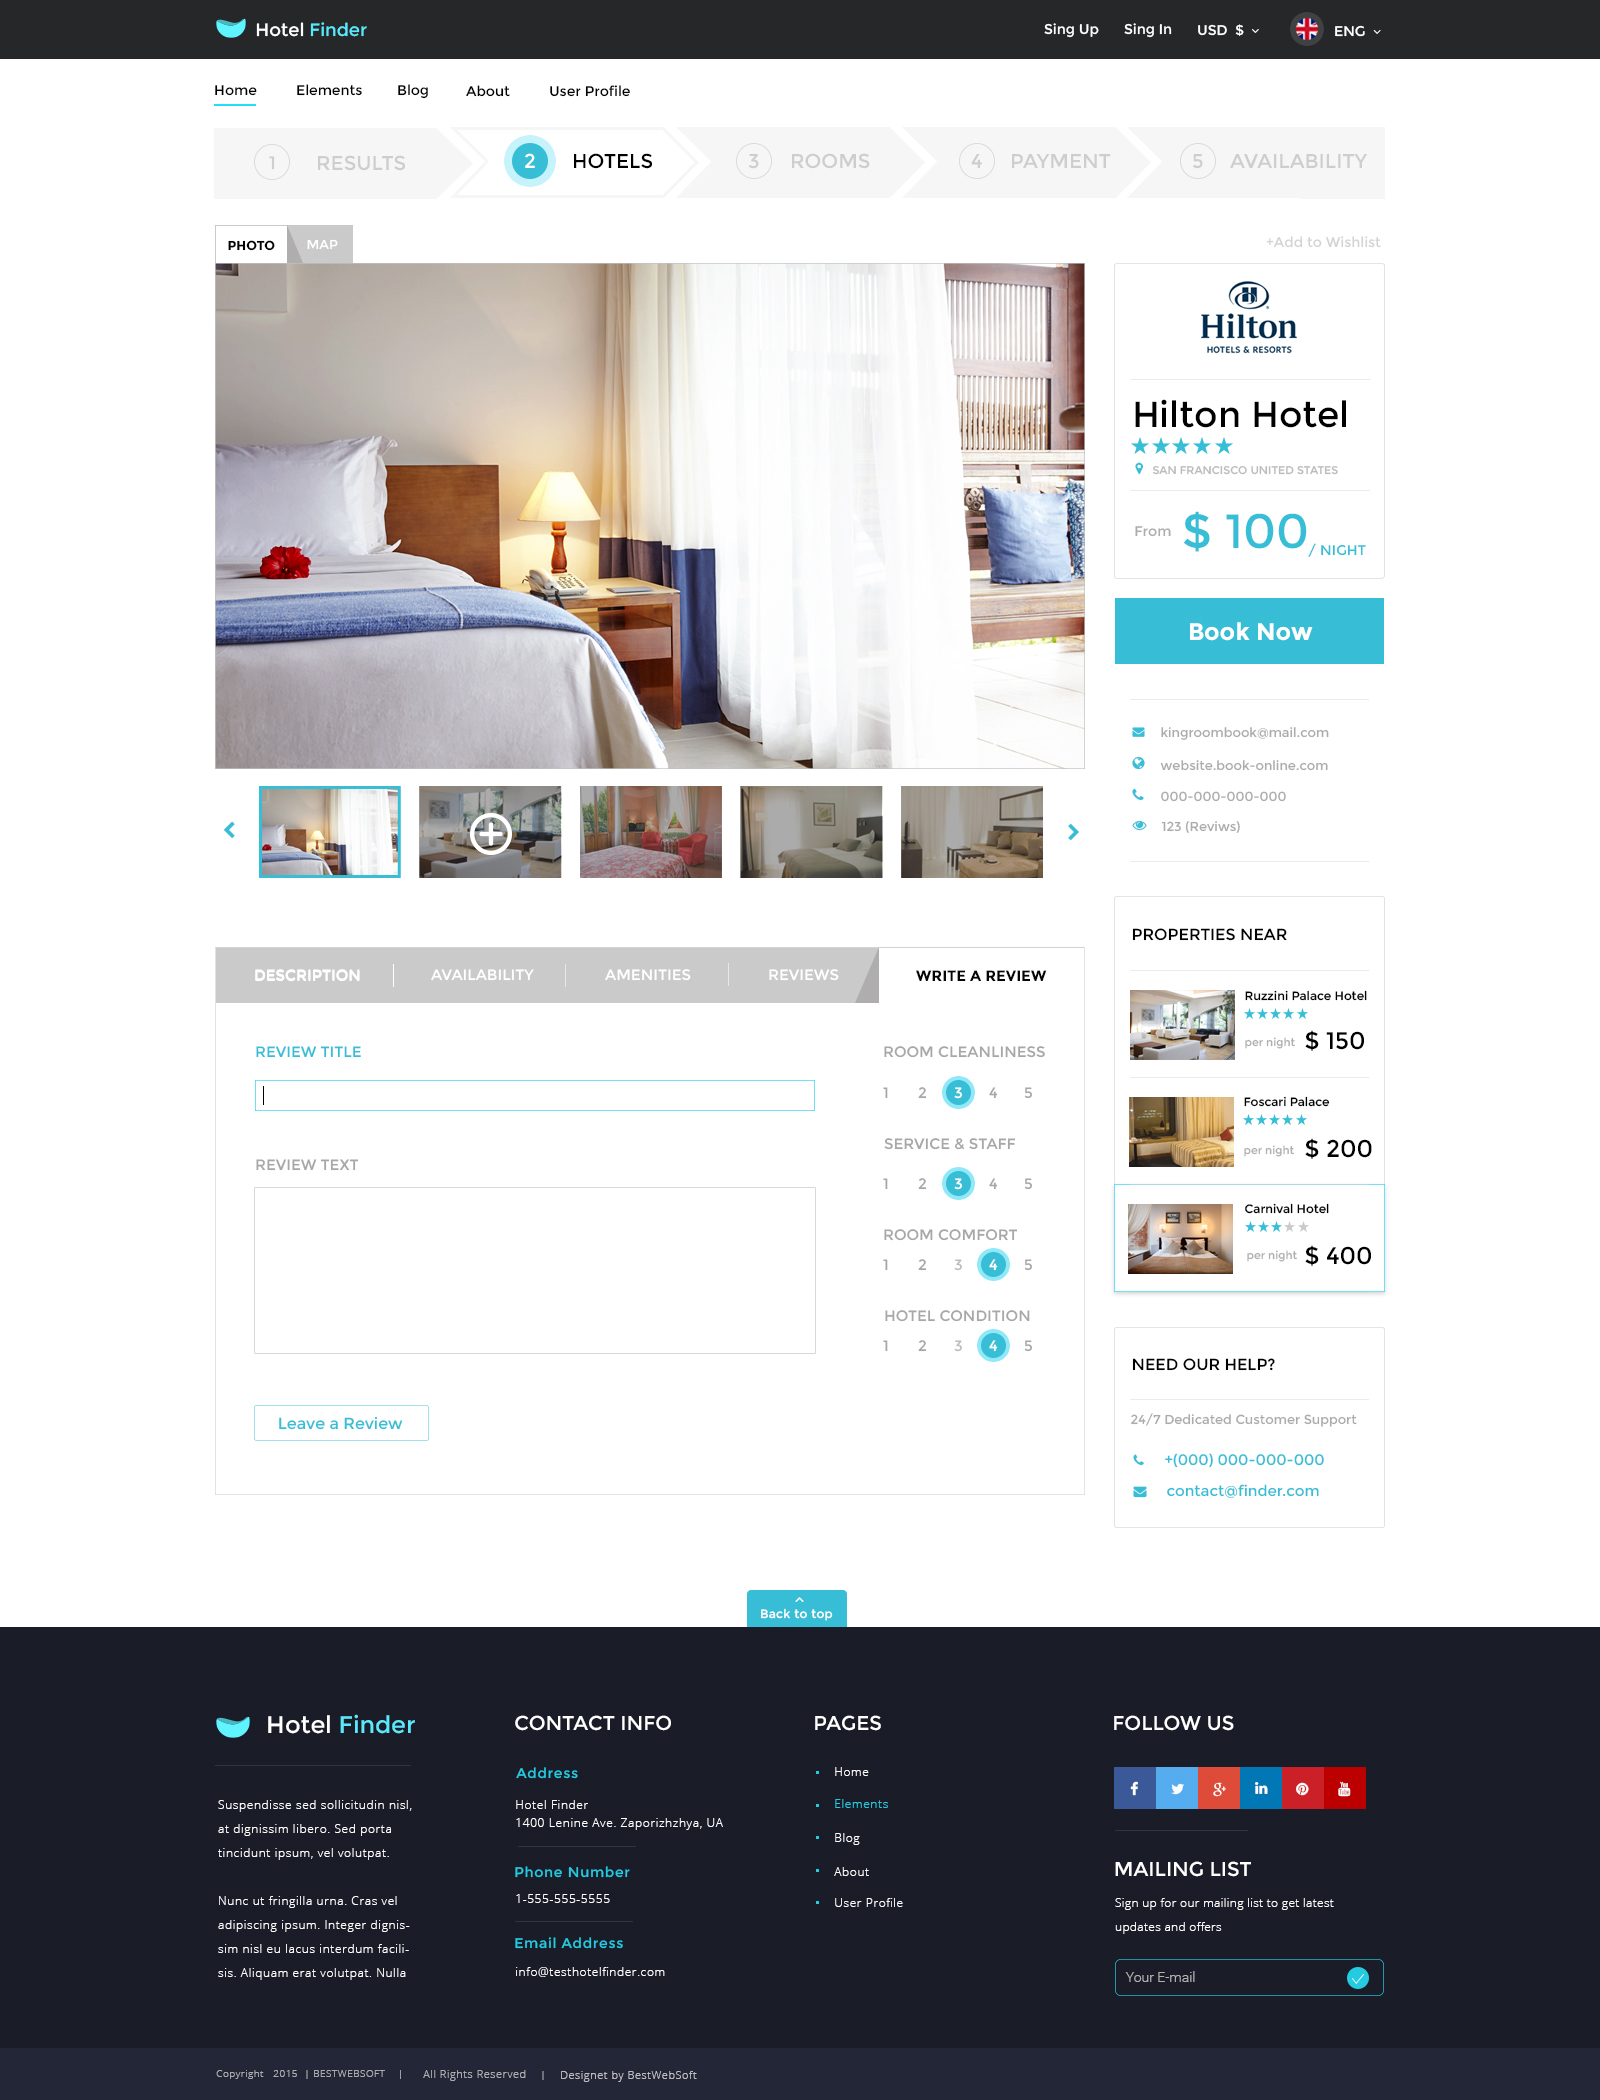 Hotel Finder
Sing Up Sing In USD $ ENG
Home Elements Blog About User Profile
1 RESULTS 2 HOTELS 3 ROOMS 4 PAYMENT 5 AVAILABILITY
PHOTO MAP
+Add to Wishlist
Hilton
HOTELS & RESORTS
Hilton Hotel
SAN FRANCISCO UNITED STATES
From $ 100 / NIGHT
Book Now
kingroombook@mail.com
website.book-online.com
000-000-000-000
123 (Reviws)
DESCRIPTION AVAILABILITY AMENITIES REVIEWS WRITE A REVIEW
REVIEW TITLE
REVIEW TEXT
Leave a Review
ROOM CLEANLINESS
1 2 3 4 5
SERVICE & STAFF
1 2 3 4 5
ROOM COMFORT
1 2 3 4 5
HOTEL CONDITION
1 2 3 4 5
PROPERTIES NEAR
Ruzzini Palace Hotel
per night $ 150
Foscari Palace
per night $ 200
Carnival Hotel
per night $ 400
NEED OUR HELP?
24/7 Dedicated Customer Support
+(000) 000-000-000
contact@finder.com
Back to top
Hotel Finder
Suspendisse sed sollicitudin nisl,
at dignissim libero. Sed porta
tincidunt ipsum, vel volutpat.
Nunc ut fringilla urna. Cras vel
adipiscing ipsum. Integer dignis-
sim nisl eu lacus interdum facili-
sis. Aliquam erat volutpat. Nulla
CONTACT INFO
Address
Hotel Finder
1400 Lenine Ave. Zaporizhzhya, UA
Phone Number
1-555-555-5555
Email Address
info@testhotelfinder.com
PAGES
Home
Elements
Blog
About
User Profile
FOLLOW US
MAILING LIST
Sign up for our mailing list to get latest
updates and offers
Your E-mail
Copyright 2015 | BESTWEBSOFT | All Rights Reserved | Designet by BestWebSoft